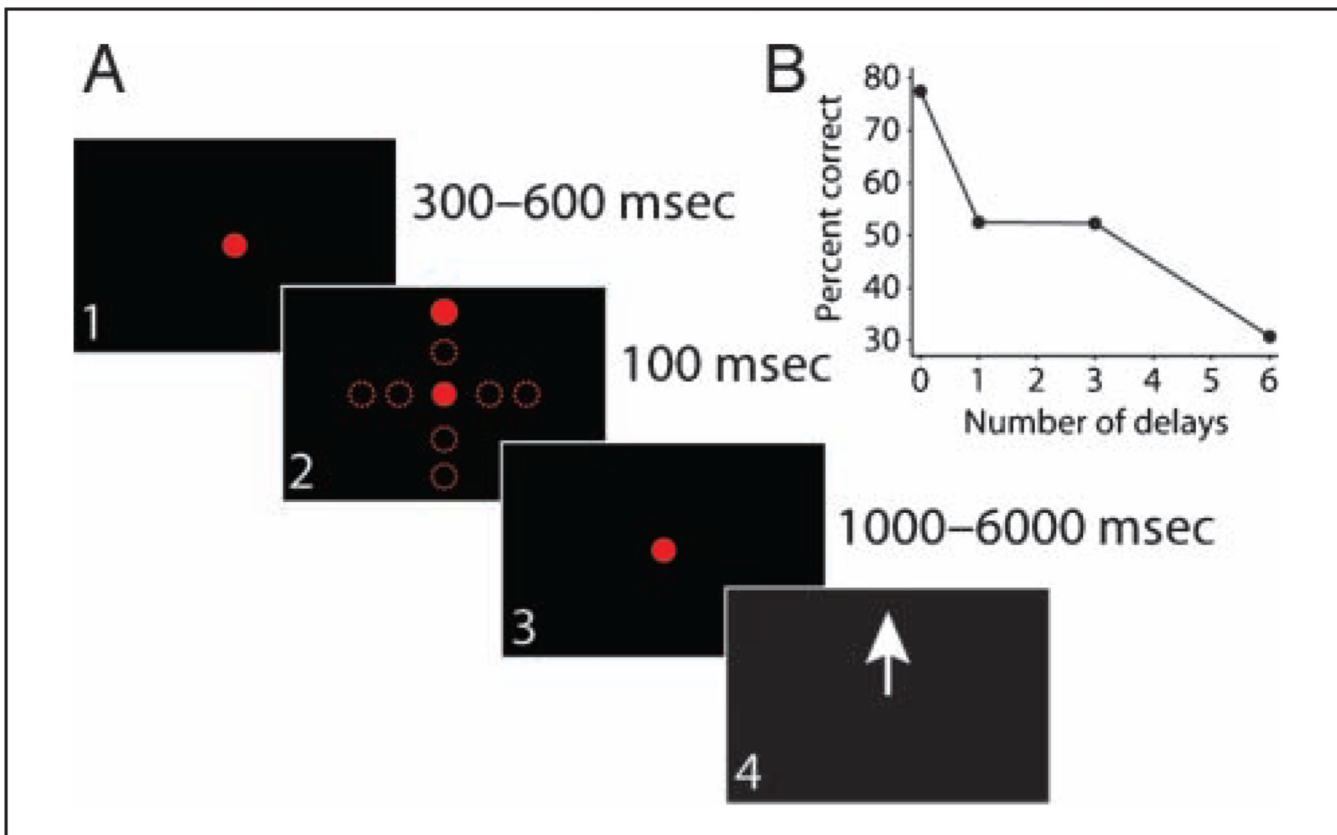 A
300–600 msec
1
100 msec
2
1000–6000 msec
3
4
B
Percent correct
80
70
60
50
40
30
0 1 2 3 4 5 6
Number of delays